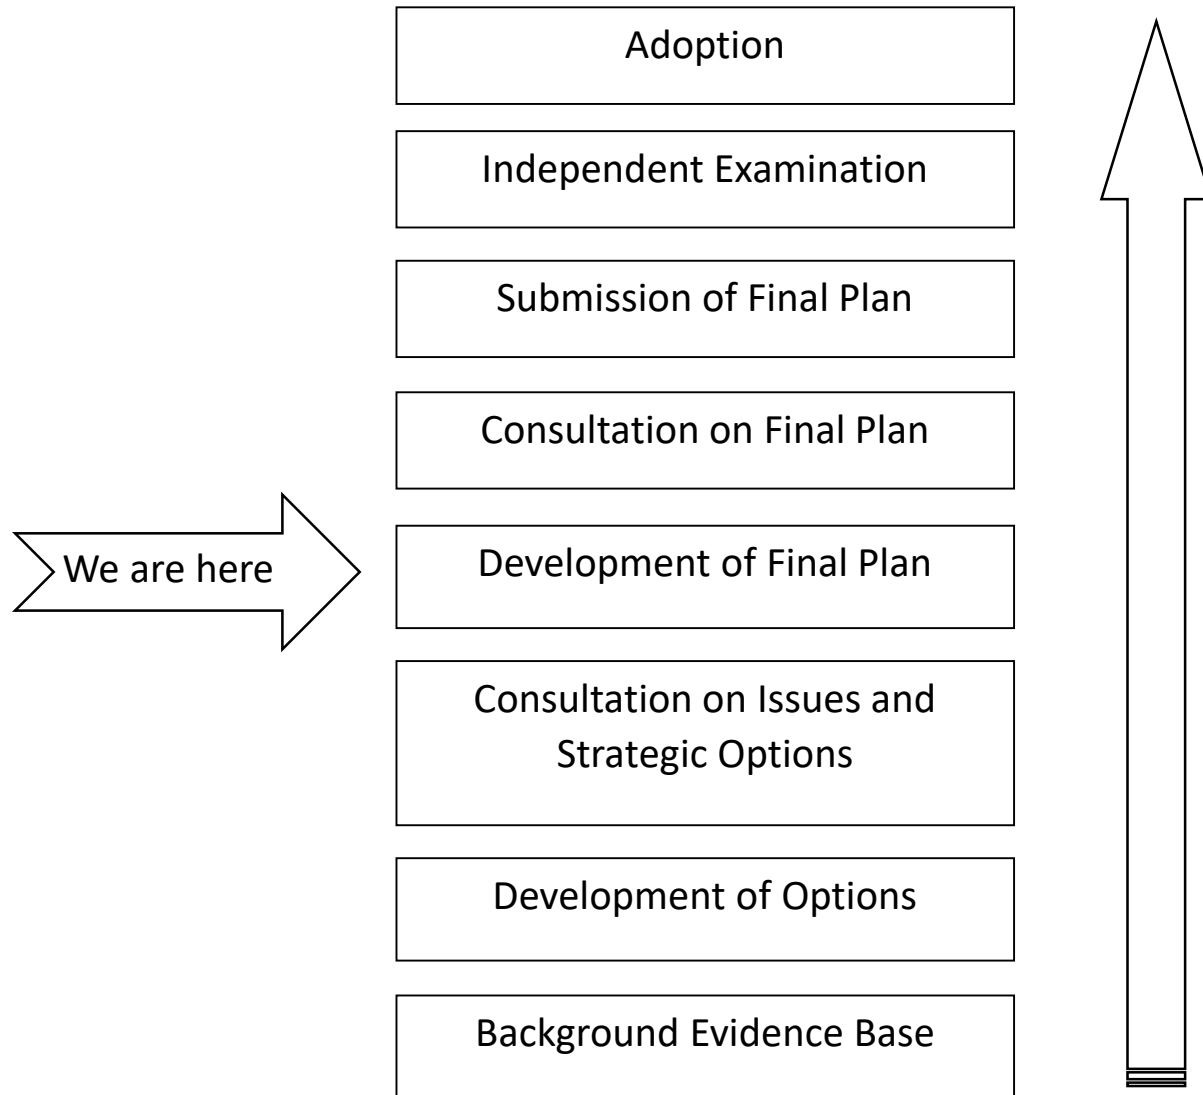 Adoption
Independent Examination
Submission of Final Plan
Consultation on Final Plan
We are here
Development of Final Plan
Consultation on Issues and
Strategic Options
Development of Options
Background Evidence Base